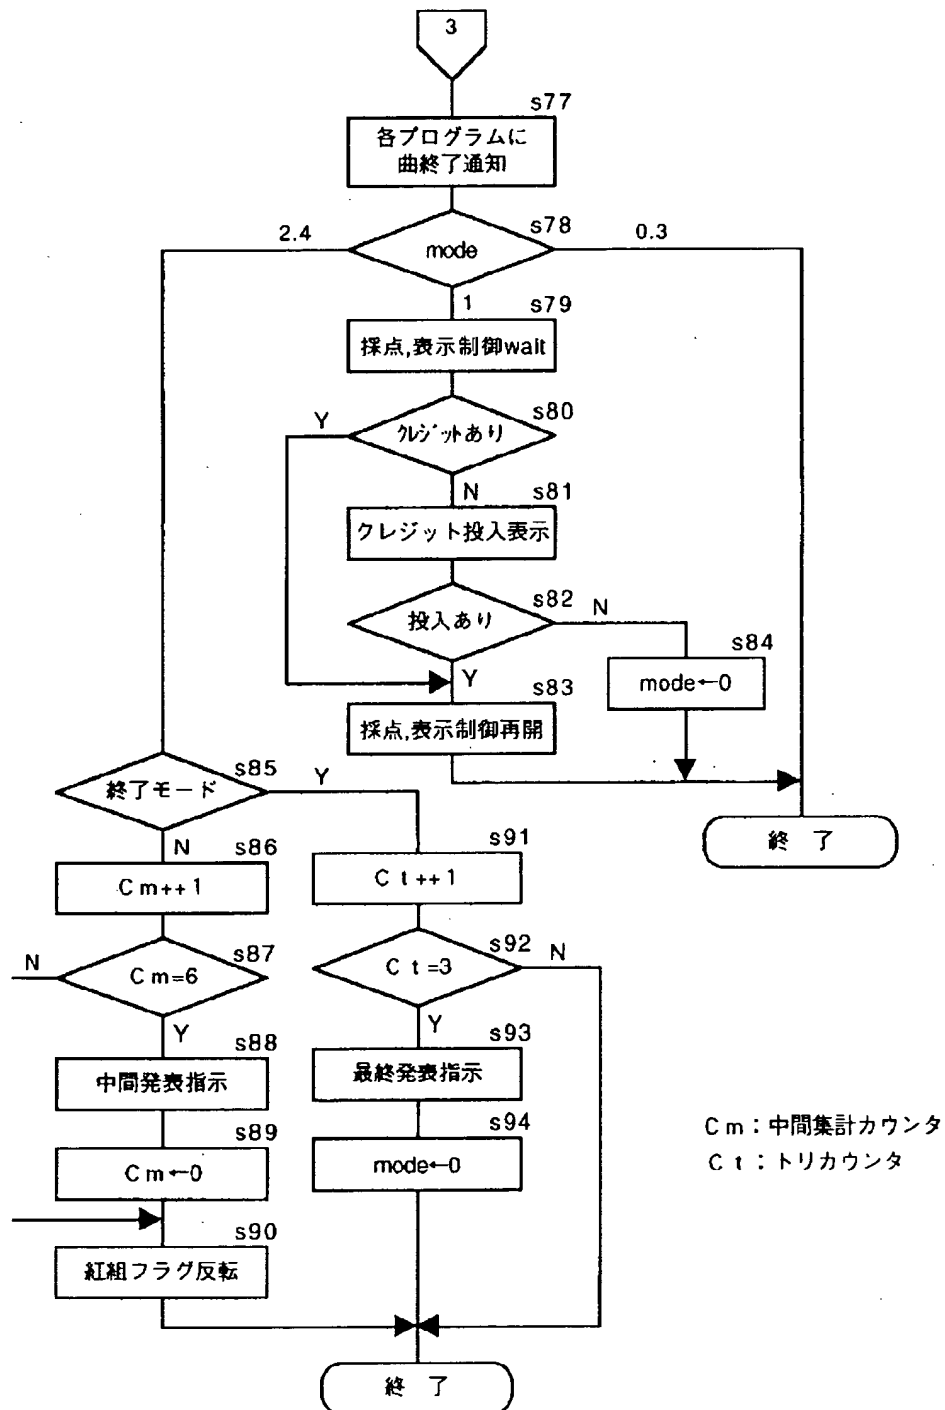 3
s77
各プログラムに
曲終了通知
s78
2.4
mode
0.3
1
s79
採点,表示制御wait
s80
Y
クレジットあり
N
s81
クレジット投入表示
s82
投入あり
N
s84
Y
mode←0
s83
採点,表示制御再開
s85
終了モード
Y
終 了
N
s86
s91
Cm++1
Ct++1
s87
s92
N
Cm=6
Ct=3
N
Y
s88
Y
s93
中間発表指示
最終発表指示
s89
s94
Cm:中間集計カウンタ
Cm←0
mode←0
Ct:トリカウンタ
s90
紅組フラグ反転
終 了